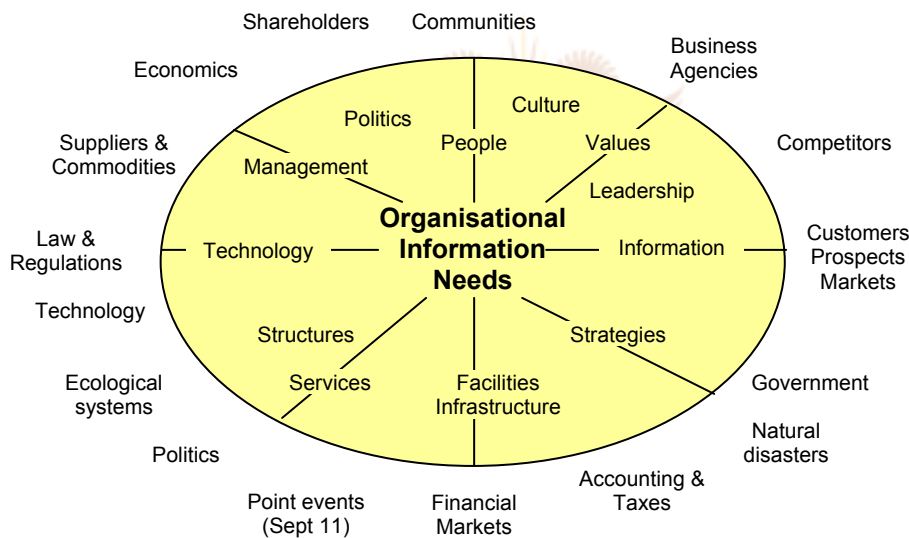 Shareholders
Communities
Business
Agencies
Economics
Culture
Politics
Suppliers &
Commodities
People
Values
Competitors
Management
Leadership
Organisational
Information
Needs
Law &
Regulations
Technology
Information
Customers
Prospects
Markets
Technology
Structures
Strategies
Ecological
systems
Services
Facilities
Infrastructure
Government
Natural
disasters
Politics
Accounting &
Taxes
Point events
(Sept 11)
Financial
Markets